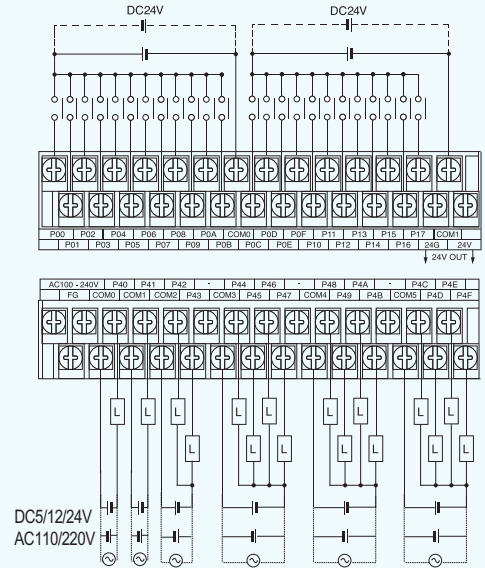 DC24V DC24V
P00 P02 P04 P06 P08 P0A COM0 P0D P0F P11 P13 P15 P17 COM1
P01 P03 P05 P07 P09 P0B P0C P0E P10 P12 P14 P16 24G 24V
24V OUT
AC100 - 240V P40 P41 P42 - P44 P46 - P48 P4A - P4C P4E
FG COM0 COM1 COM2 P43 COM3 P45 P47 COM4 P49 P4B COM5 P4D P4F
L L L L L L L
L L L L L L L
DC5/12/24V
AC110/220V